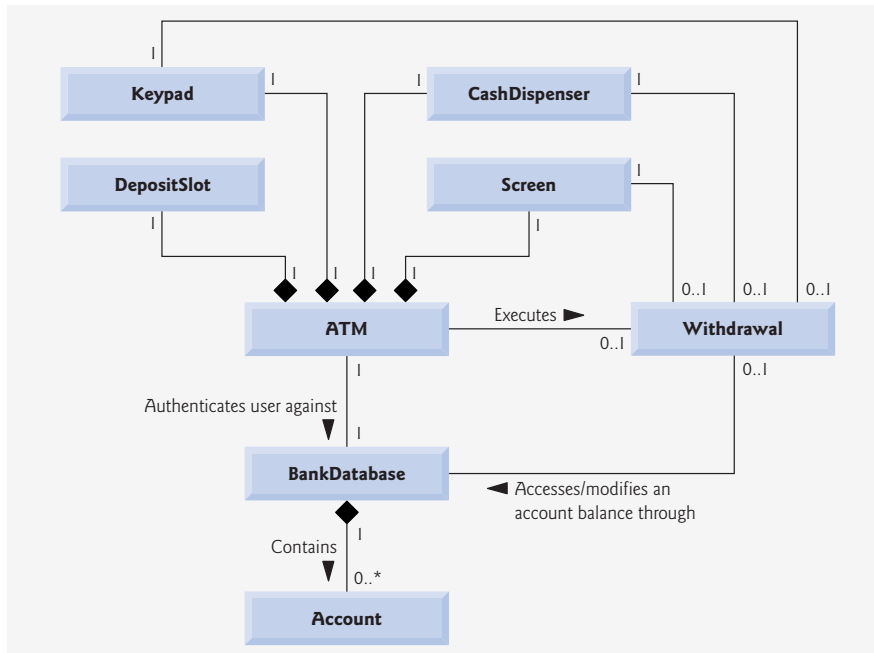 1
Keypad
1
1
CashDispenser
1
DepositSlot
Screen
1
1
1
1
1
1
1
0..1
0..1
0..1
ATM
Executes
Withdrawal
0..1
1
0..1
Authenticates user against
1
BankDatabase
Accesses/modifies an
account balance through
1
Contains
0..*
Account